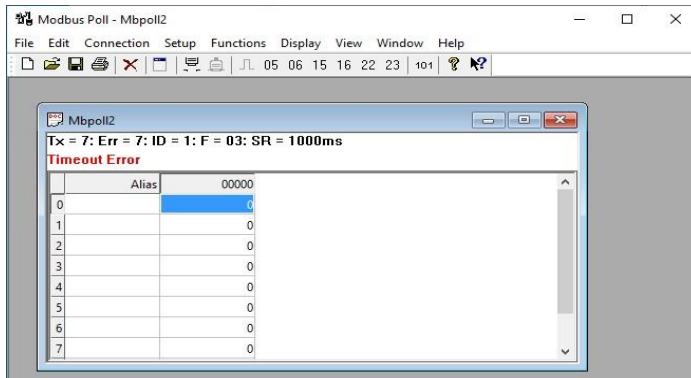 Modbus Poll - Mbpoll2
File Edit Connection Setup Functions Display View Window Help
05 06 15 16 22 23 101
Mbpoll2
Tx = 7: Err = 7: ID = 1: F = 03: SR = 1000ms
Timeout Error
Alias 00000
0 0
1 0
2 0
3 0
4 0
5 0
6 0
7 0